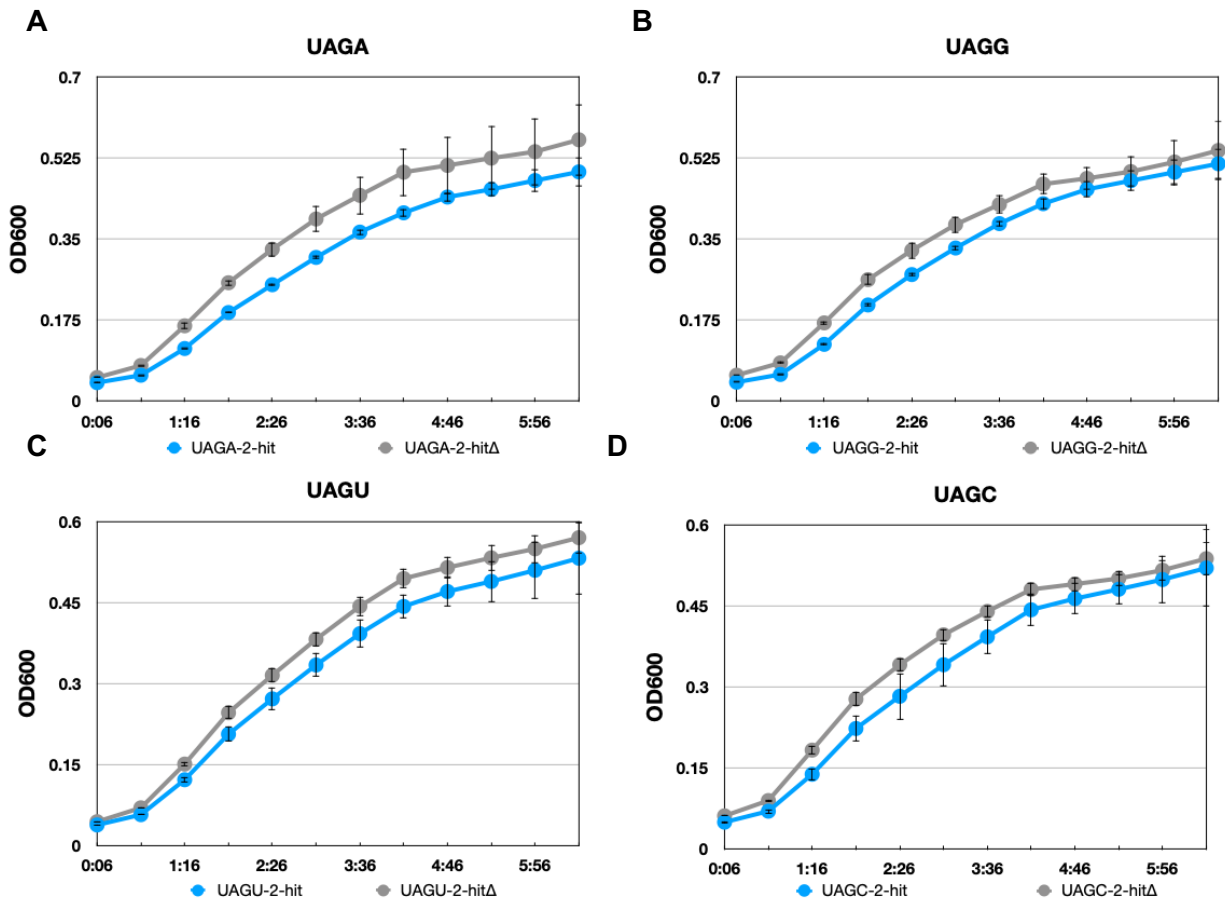 A
UAGA
0.7
0.525
0.35
0.175
0
OD600
0:06 1:16 2:26 3:36 4:46 5:56
UAGA-2-hit UAGA-2-hitΔ
B
UAGG
0.7
0.525
0.35
0.175
0
OD600
0:06 1:16 2:26 3:36 4:46 5:56
UAGG-2-hit UAGG-2-hitΔ
C
UAGU
0.6
0.45
0.3
0.15
0
OD600
0:06 1:16 2:26 3:36 4:46 5:56
UAGU-2-hit UAGU-2-hitΔ
D
UAGC
0.6
0.45
0.3
0.15
0
OD600
0:06 1:16 2:26 3:36 4:46 5:56
UAGC-2-hit UAGC-2-hitΔ